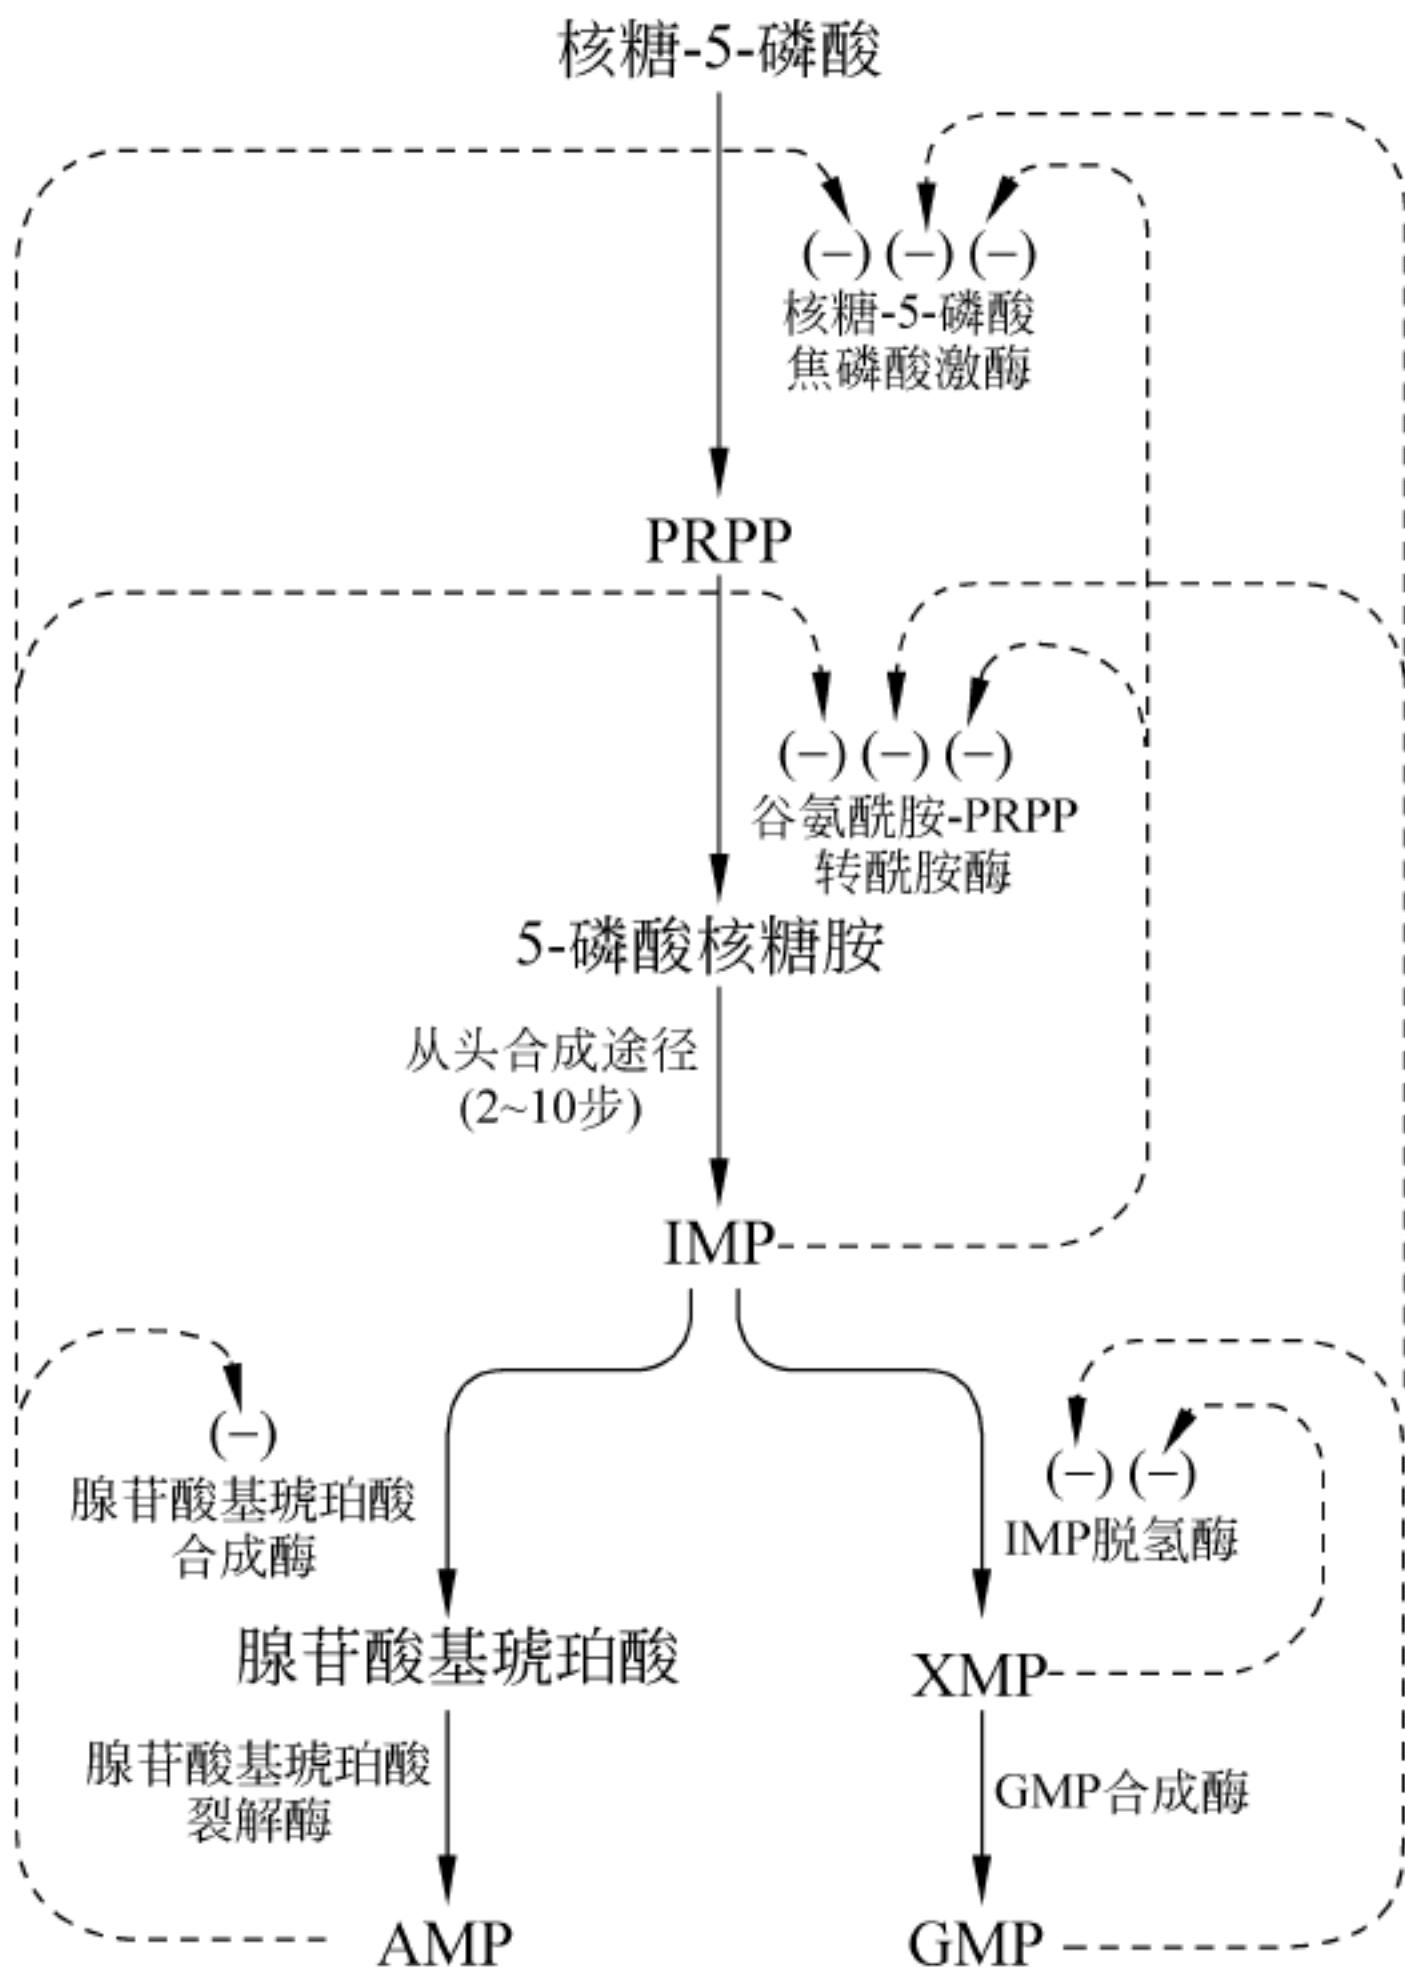 核糖-5-磷酸
(−) (−) (−)
核糖-5-磷酸
焦磷酸激酶
PRPP
(−) (−) (−)
谷氨酰胺-PRPP
转酰胺酶
5-磷酸核糖胺
从头合成途径
(2~10步)
IMP
(−)
腺苷酸基琥珀酸
合成酶
(−) (−)
IMP脱氢酶
腺苷酸基琥珀酸
XMP
腺苷酸基琥珀酸
裂解酶
GMP合成酶
AMP
GMP